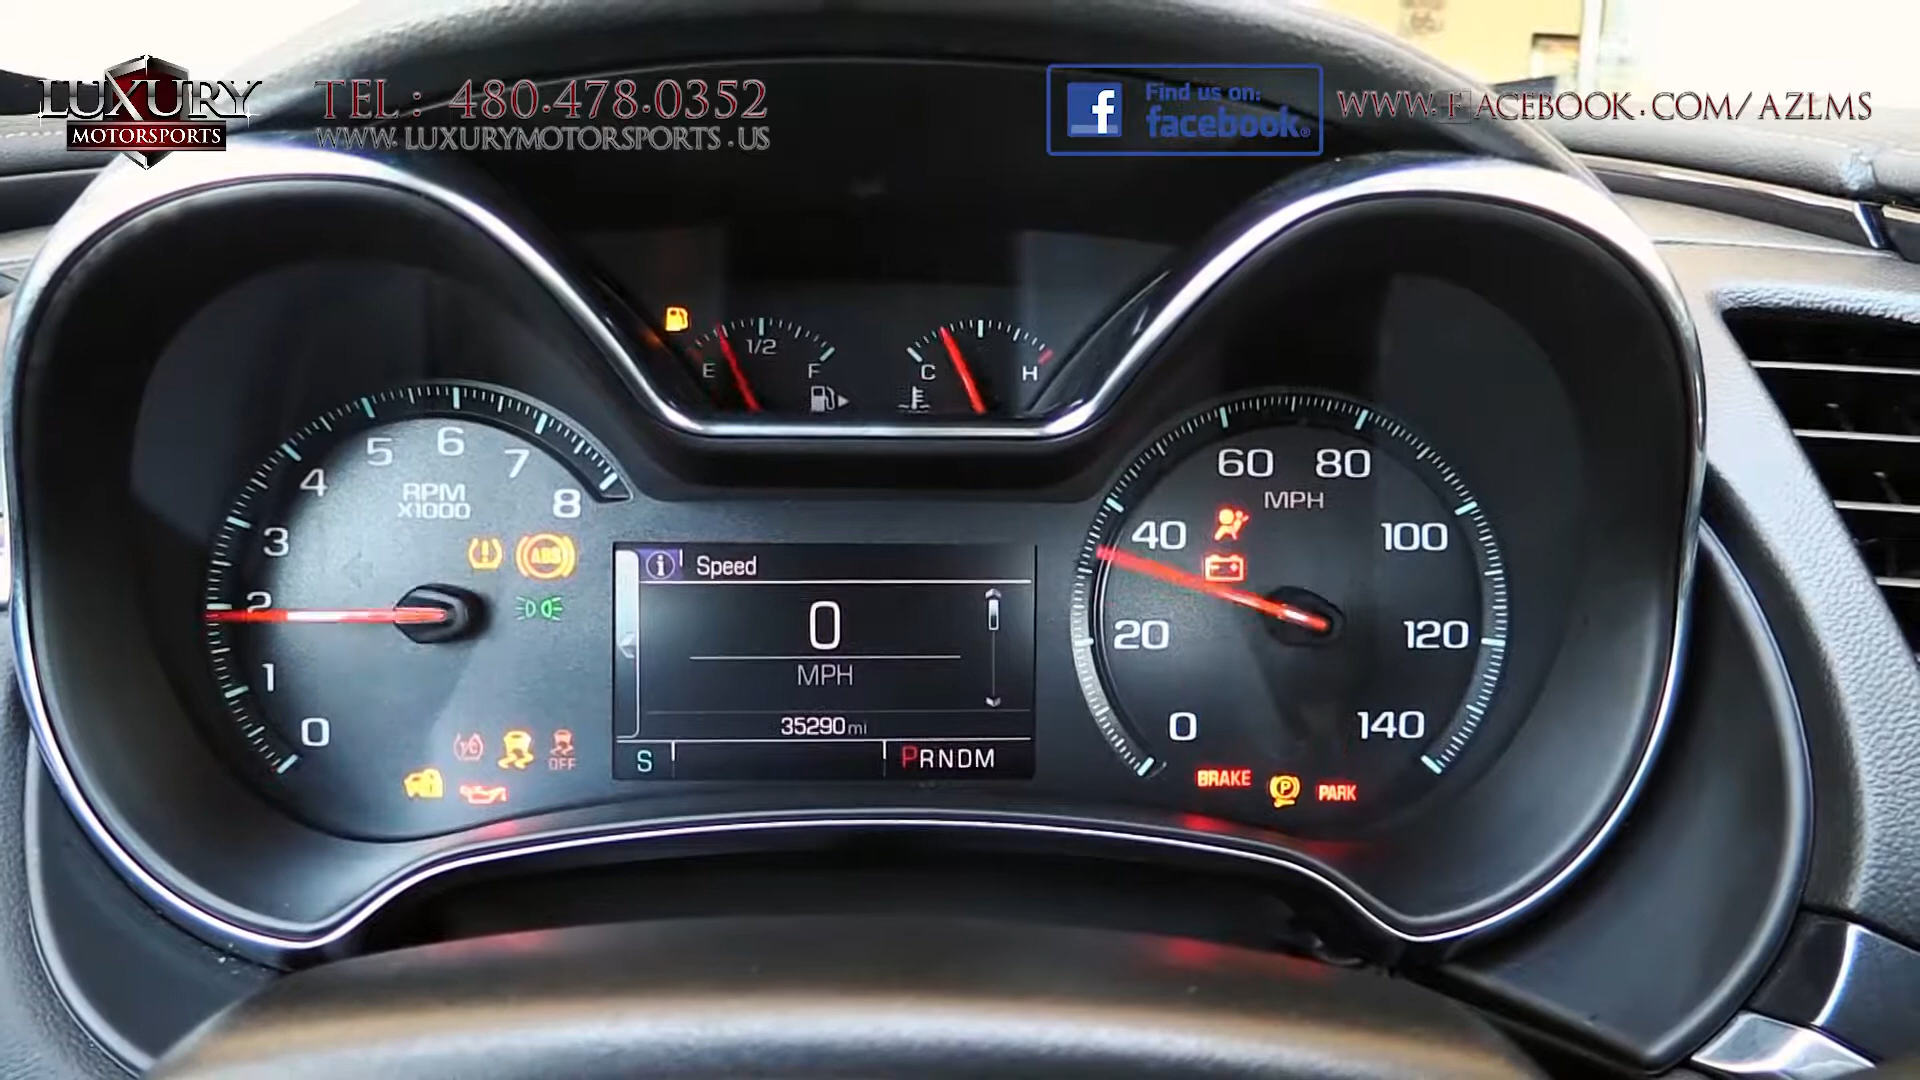 LUXURY
MOTORSPORTS
TEL: 480.478.0352
WWW.LUXURYMOTORSPORTS.US
Find us on:
facebook®
WWW.FACEBOOK.COM/AZLMS
E 1/2 F
C H
0 1 2 3 4 5 6 7 8
RPM
X1000
ABS
T/C
OFF
i Speed
0
MPH
35290 mi
S PRNDM
0 20 40 60 80 100 120 140
MPH
BRAKE P PARK